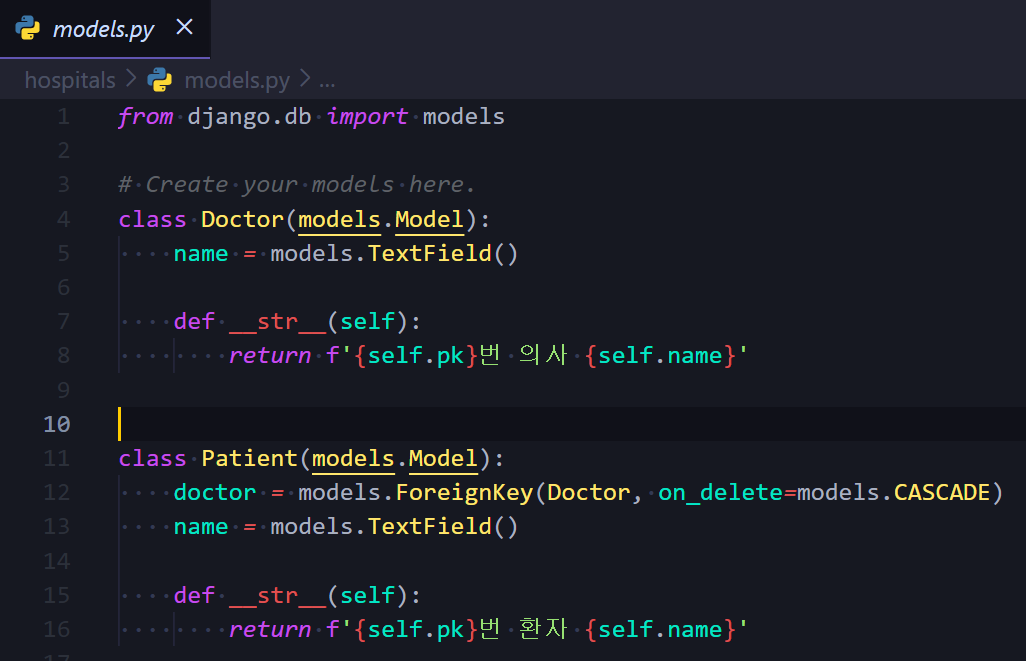 models.py
hospitals > models.py > ...
1 from django.db import models
2
3 # Create your models here.
4 class Doctor(models.Model):
5     name = models.TextField()
6
7     def __str__(self):
8         return f'{self.pk}번 의사 {self.name}'
9
10
11 class Patient(models.Model):
12     doctor = models.ForeignKey(Doctor, on_delete=models.CASCADE)
13     name = models.TextField()
14
15     def __str__(self):
16         return f'{self.pk}번 환자 {self.name}'
17